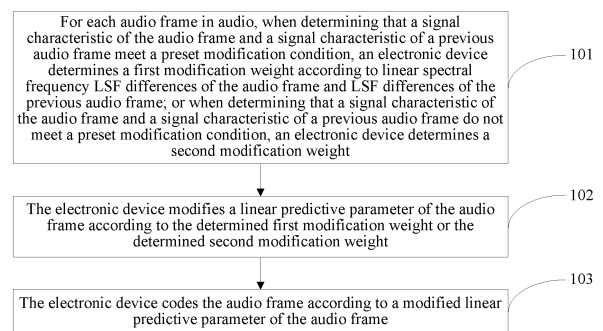 For each audio frame in audio, when determining that a signal
characteristic of the audio frame and a signal characteristic of a previous
audio frame meet a preset modification condition, an electronic device
determines a first modification weight according to linear spectral
frequency LSF differences of the audio frame and LSF differences of the
previous audio frame; or when determining that a signal characteristic of
the audio frame and a signal characteristic of a previous audio frame do not
meet a preset modification condition, an electronic device determines a
second modification weight
101
The electronic device modifies a linear predictive parameter of the audio
frame according to the determined first modification weight or the
determined second modification weight
102
The electronic device codes the audio frame according to a modified linear
predictive parameter of the audio frame
103